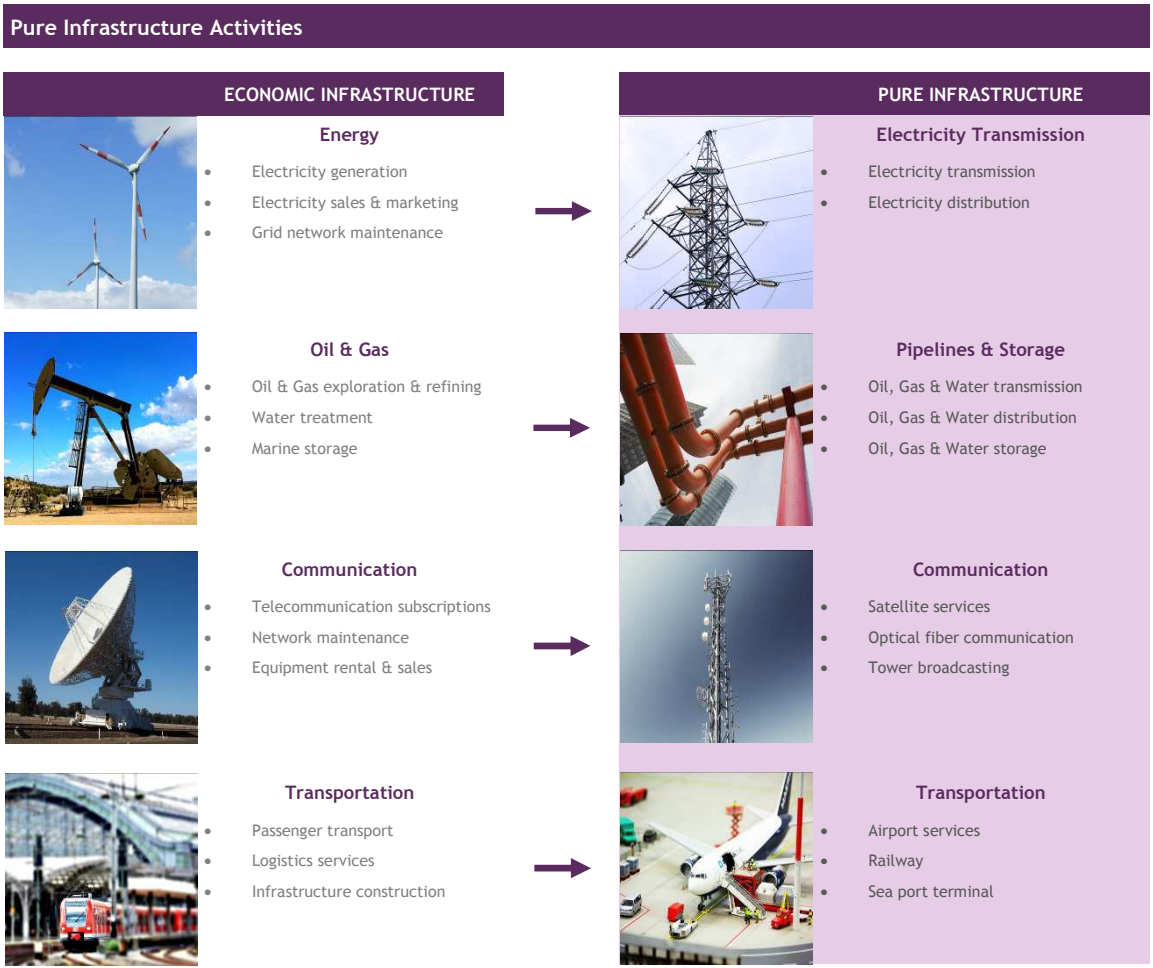 Pure Infrastructure Activities
ECONOMIC INFRASTRUCTURE
Energy
• Electricity generation
• Electricity sales & marketing
• Grid network maintenance
Oil & Gas
• Oil & Gas exploration & refining
• Water treatment
• Marine storage
Communication
• Telecommunication subscriptions
• Network maintenance
• Equipment rental & sales
Transportation
• Passenger transport
• Logistics services
• Infrastructure construction
PURE INFRASTRUCTURE
Electricity Transmission
• Electricity transmission
• Electricity distribution
Pipelines & Storage
• Oil, Gas & Water transmission
• Oil, Gas & Water distribution
• Oil, Gas & Water storage
Communication
• Satellite services
• Optical fiber communication
• Tower broadcasting
Transportation
• Airport services
• Railway
• Sea port terminal